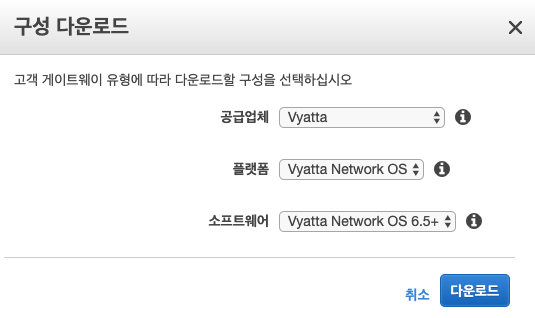 구성 다운로드
고객 게이트웨이 유형에 따라 다운로드할 구성을 선택하십시오
공급업체 Vyatta
플랫폼 Vyatta Network OS
소프트웨어 Vyatta Network OS 6.5+
취소 다운로드